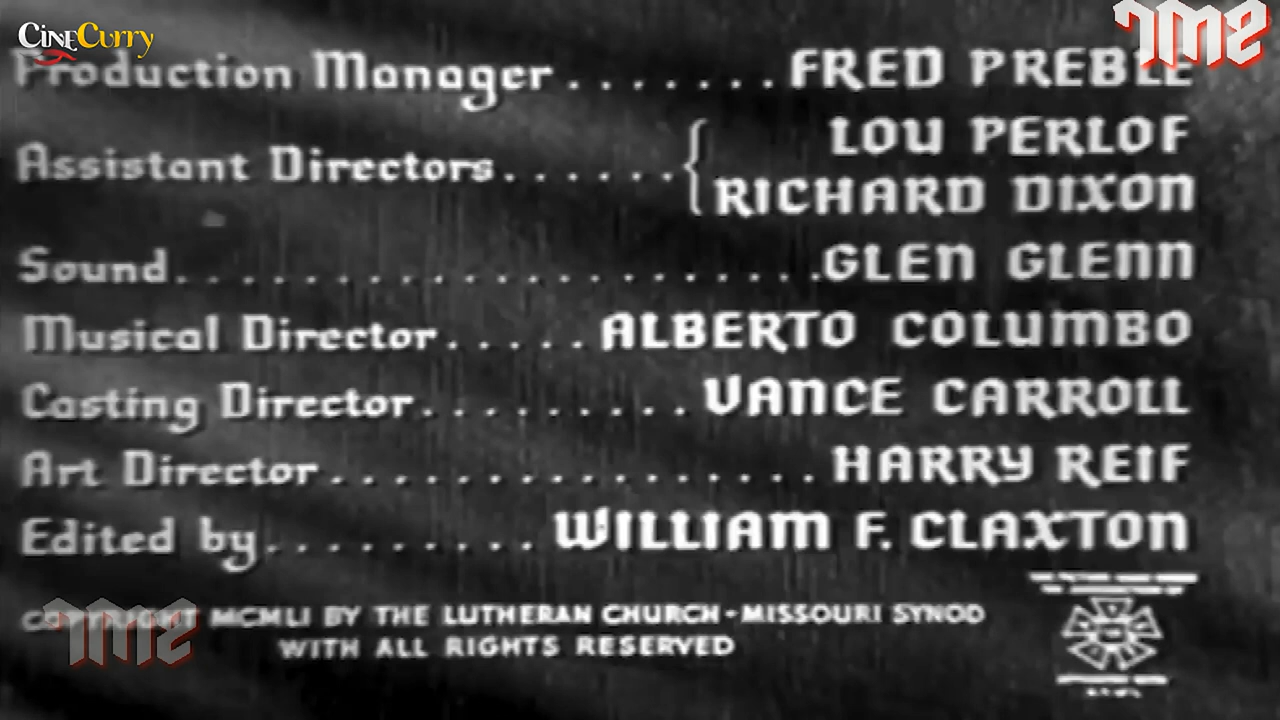 CineCurry
Production Manager.......FRED PREBLE
Assistant Directors......{ LOU PERLOF
RICHARD DIXON
Sound......................GLEN GLENN
Musical Director.....ALBERTO COLUMBO
Casting Director.........VANCE CARROLL
Art Director................HARRY REIF
Edited by.........WILLIAM F. CLAXTON
COPYRIGHT MCMLI BY THE LUTHERAN CHURCH-MISSOURI SYNOD
WITH ALL RIGHTS RESERVED